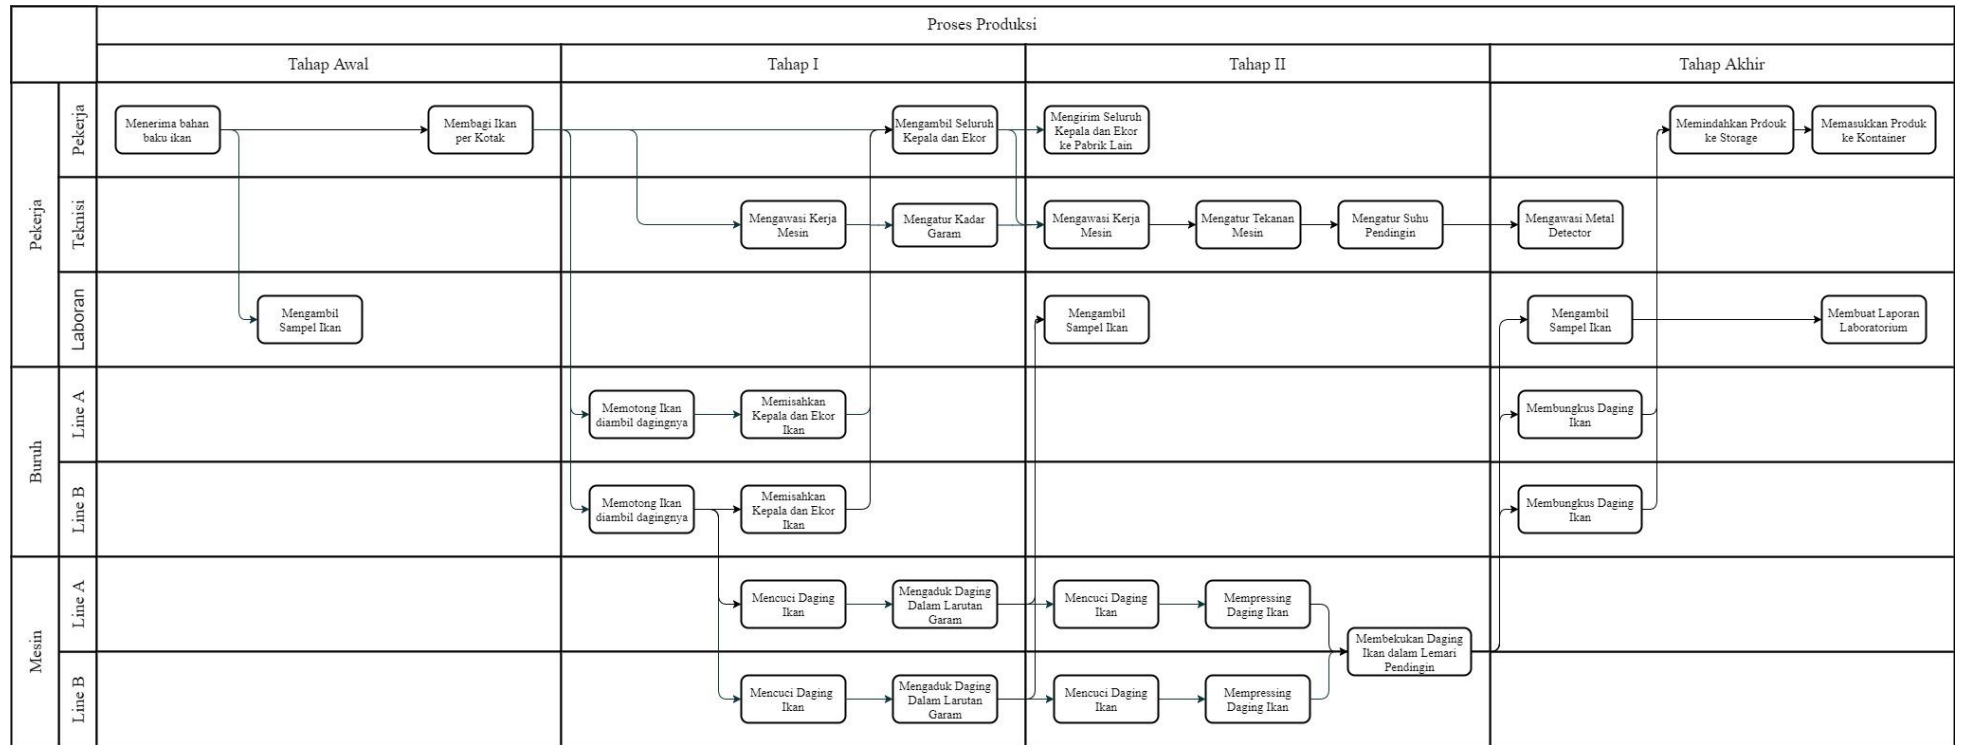 Proses Produksi
Tahap Awal
Tahap I
Tahap II
Tahap Akhir
Pekerja
Pekerja
Menerima bahan
baku ikan
Membagi Ikan
per Kotak
Mengambil Seluruh
Kepala dan Ekor
Mengirim Seluruh
Kepala dan Ekor
ke Pabrik Lain
Memindahkan Prdouk
ke Storage
Memasukkan Produk
ke Kontainer
Teknisi
Mengawasi Kerja
Mesin
Mengatur Kadar
Garam
Mengawasi Kerja
Mesin
Mengatur Tekanan
Mesin
Mengatur Suhu
Pendingin
Mengawasi Metal
Detector
Laboran
Mengambil
Sampel Ikan
Mengambil
Sampel Ikan
Mengambil
Sampel Ikan
Membuat Laporan
Laboratorium
Buruh
Line A
Memotong Ikan
diambil dagingnya
Memisahkan
Kepala dan Ekor
Ikan
Membungkus Daging
Ikan
Line B
Memotong Ikan
diambil dagingnya
Memisahkan
Kepala dan Ekor
Ikan
Membungkus Daging
Ikan
Mesin
Line A
Mencuci Daging
Ikan
Mengaduk Daging
Dalam Larutan
Garam
Mencuci Daging
Ikan
Mempressing
Daging Ikan
Membekukan Daging
Ikan dalam Lemari
Pendingin
Line B
Mencuci Daging
Ikan
Mengaduk Daging
Dalam Larutan
Garam
Mencuci Daging
Ikan
Mempressing
Daging Ikan